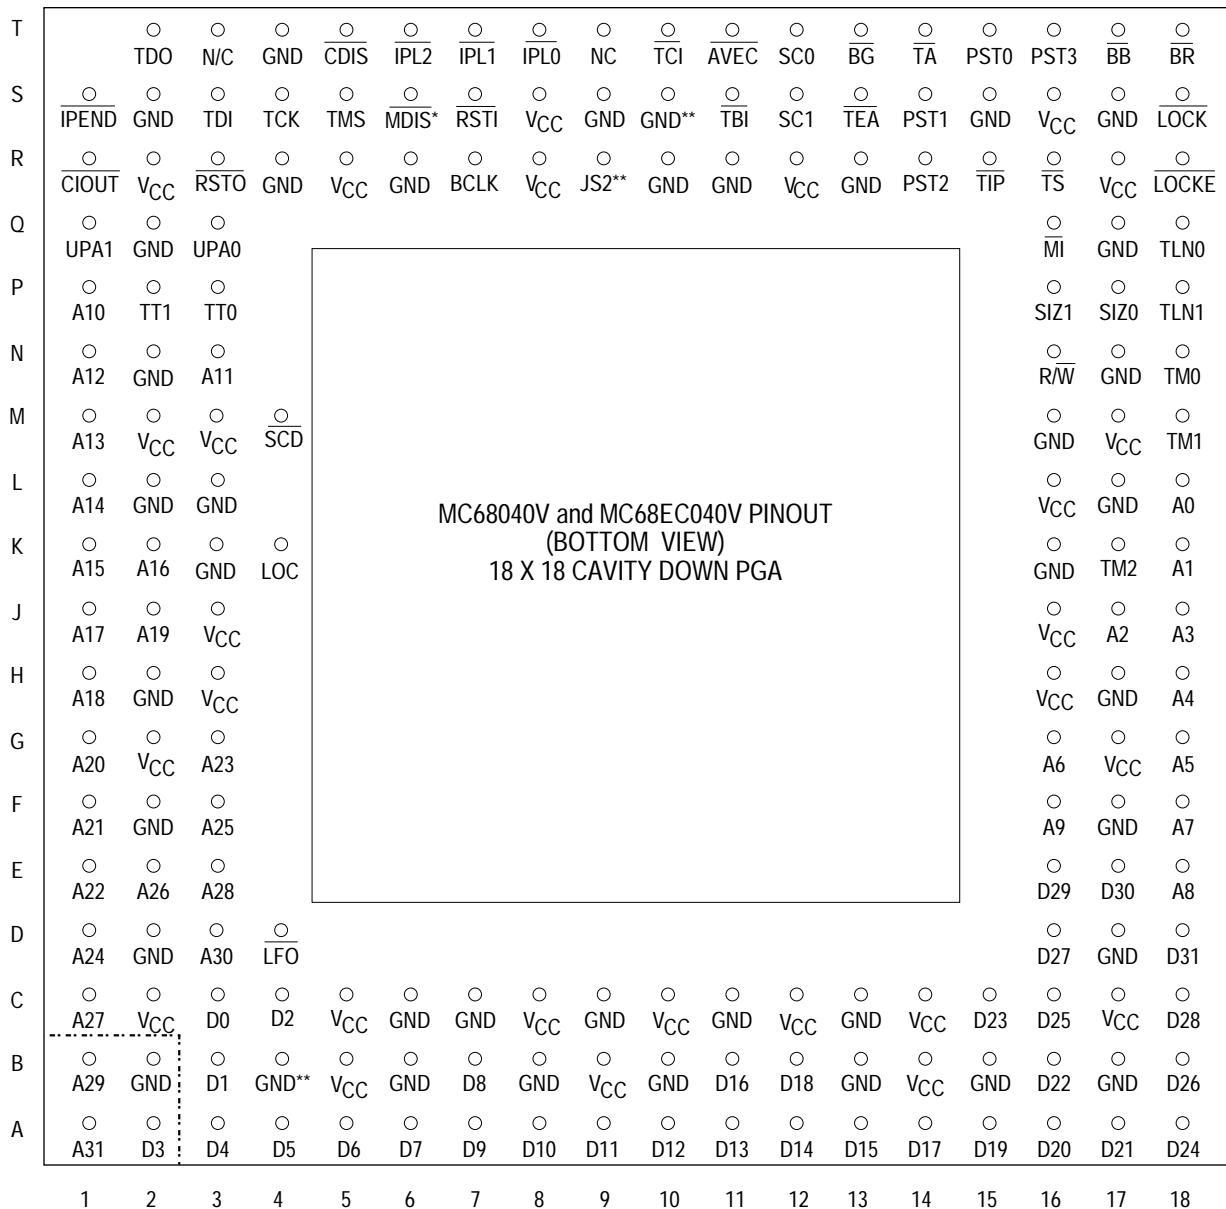 T
TDO N/C GND CDIS IPL2 IPL1 IPL0 NC TCI AVEC SC0 BG TA PST0 PST3 BB BR
S
IPEND GND TDI TCK TMS MDIS* RSTI VCC GND GND** TBI SC1 TEA PST1 GND VCC GND LOCK
R
CIOUT VCC RSTO GND VCC GND BCLK VCC JS2** GND GND VCC GND PST2 TIP TS VCC LOCKE
Q
UPA1 GND UPA0 MI GND TLN0
P
A10 TT1 TT0 SIZ1 SIZ0 TLN1
N
A12 GND A11 R/W GND TM0
M
A13 VCC VCC SCD GND VCC TM1
L
A14 GND GND VCC GND A0
MC68040V and MC68EC040V PINOUT
(BOTTOM VIEW)
18 X 18 CAVITY DOWN PGA
K
A15 A16 GND LOC GND TM2 A1
J
A17 A19 VCC VCC A2 A3
H
A18 GND VCC VCC GND A4
G
A20 VCC A23 A6 VCC A5
F
A21 GND A25 A9 GND A7
E
A22 A26 A28 D29 D30 A8
D
A24 GND A30 LFO D27 GND D31
C
A27 VCC D0 D2 VCC GND GND VCC GND VCC GND VCC GND VCC D23 D25 VCC D28
B
A29 GND D1 GND** VCC GND D8 GND VCC GND D16 D18 GND VCC GND D22 GND D26
A
A31 D3 D4 D5 D6 D7 D9 D10 D11 D12 D13 D14 D15 D17 D19 D20 D21 D24
1 2 3 4 5 6 7 8 9 10 11 12 13 14 15 16 17 18